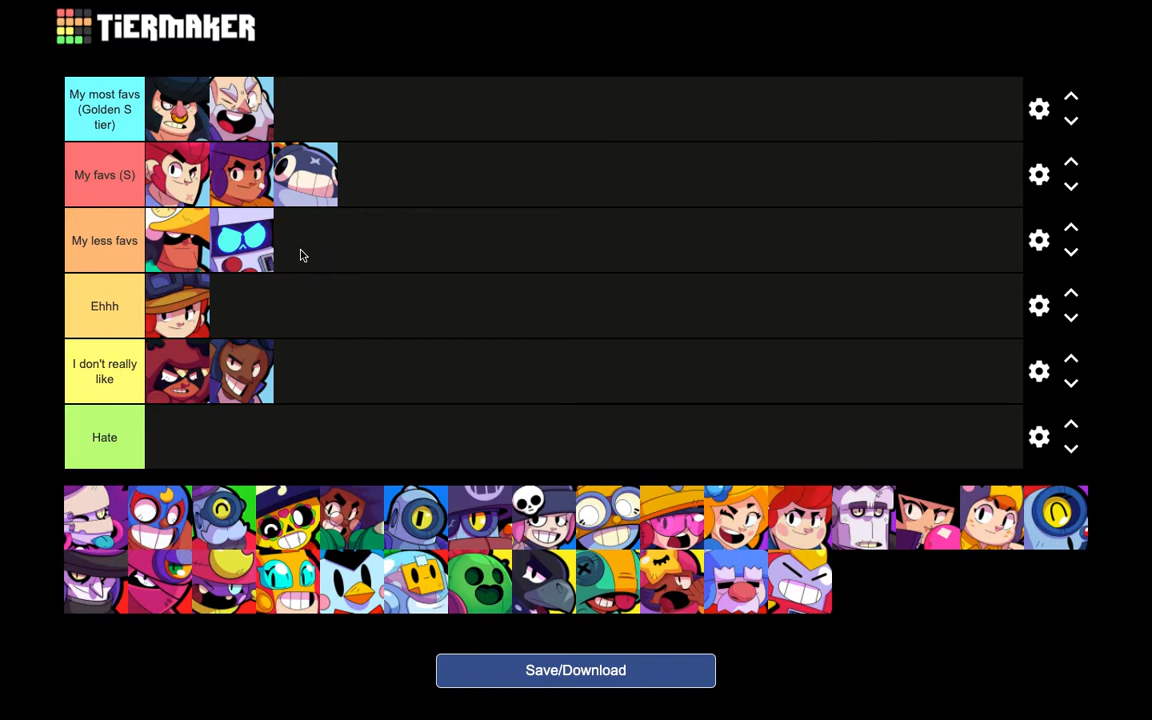 TIERMAKER
My most favs
(Golden S
tier)
My favs (S)
My less favs
Ehhh
I don't really
like
Hate
Save/Download